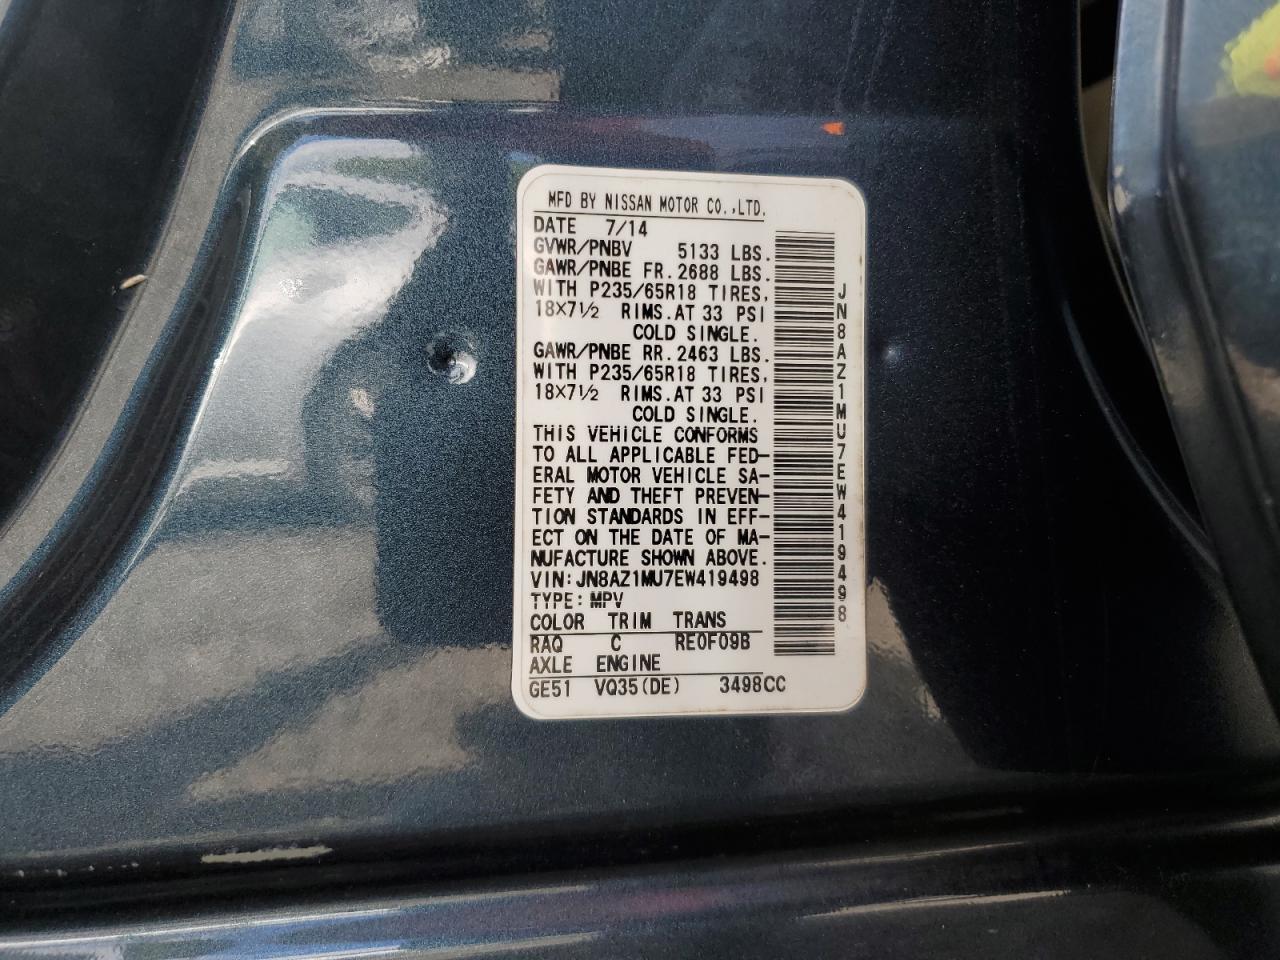 MFD BY NISSAN MOTOR CO.,LTD.
DATE 7/14
GVWR/PNBV 5133 LBS.
GAWR/PNBE FR.2688 LBS.
WITH P235/65R18 TIRES,
18×7½ RIMS.AT 33 PSI
COLD SINGLE.
GAWR/PNBE RR.2463 LBS.
WITH P235/65R18 TIRES,
18×7½ RIMS.AT 33 PSI
COLD SINGLE.
THIS VEHICLE CONFORMS
TO ALL APPLICABLE FED-
ERAL MOTOR VEHICLE SA-
FETY AND THEFT PREVEN-
TION STANDARDS IN EFF-
ECT ON THE DATE OF MA-
NUFACTURE SHOWN ABOVE.
VIN:JN8AZ1MU7EW419498
TYPE:MPV
COLOR TRIM TRANS
RAQ C RE0F09B
AXLE ENGINE
GE51 VQ35(DE) 3498CC
JN8AZ1MU7EW419498